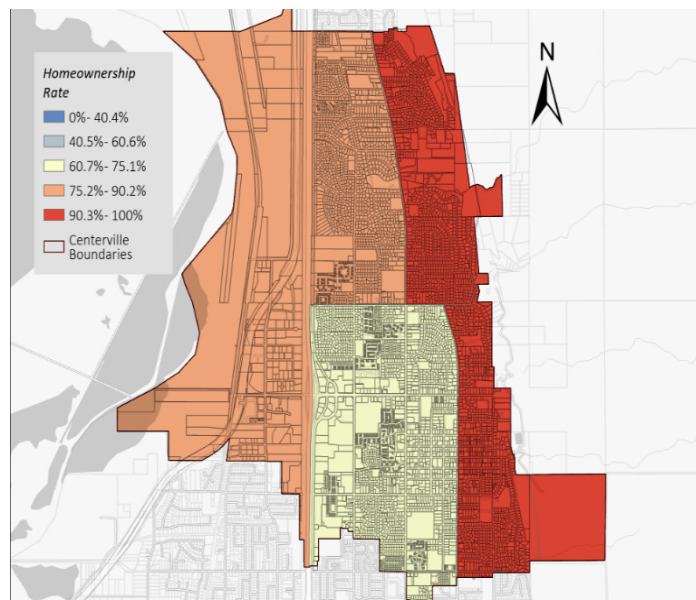 N
Homeownership
Rate
0%- 40.4%
40.5%- 60.6%
60.7%- 75.1%
75.2%- 90.2%
90.3%- 100%
Centerville
Boundaries